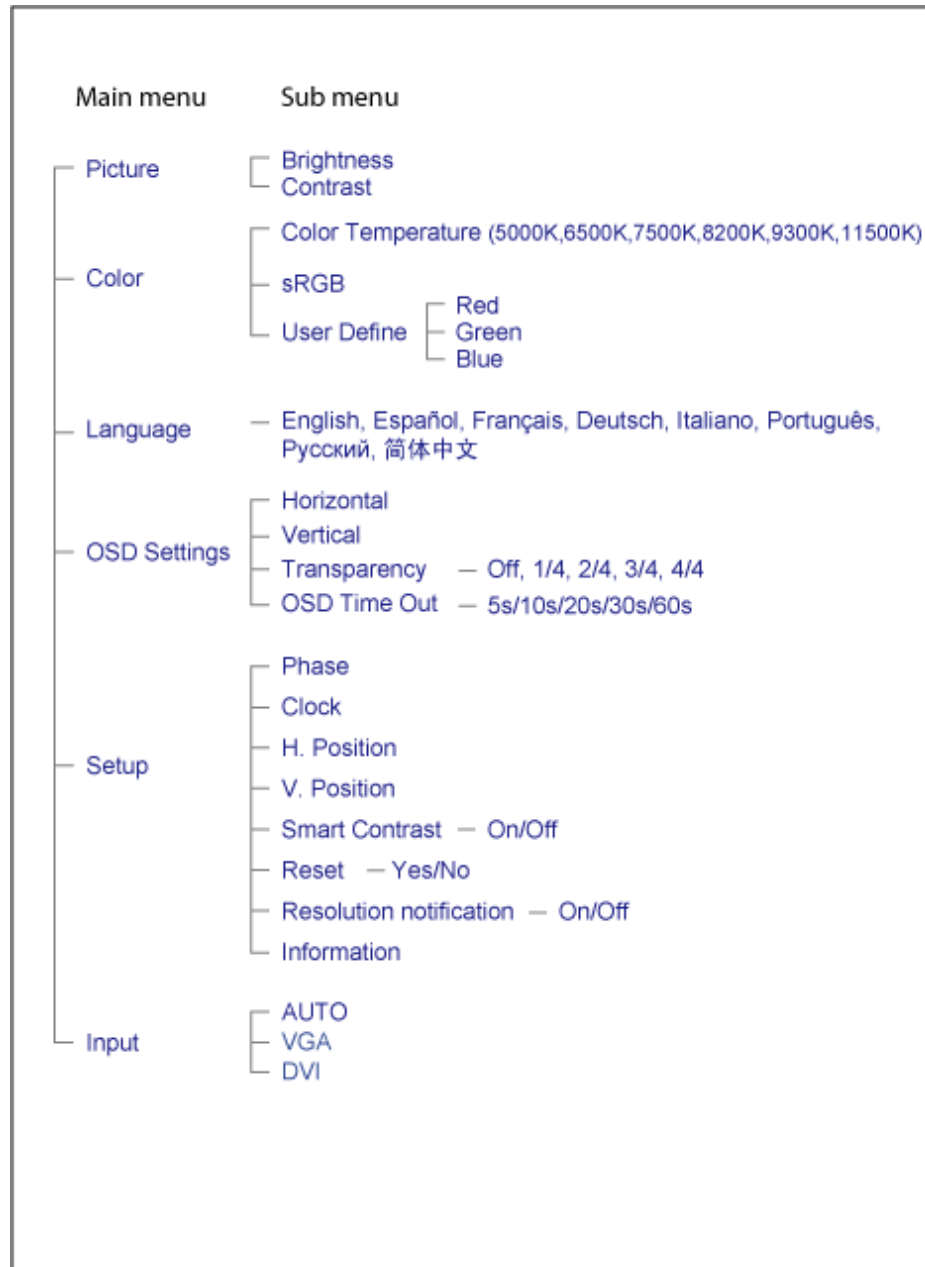 Main menu Sub menu
Picture Brightness
Contrast
Color Temperature (5000K,6500K,7500K,8200K,9300K,11500K)
Color sRGB
Red
User Define Green
Blue
Language English, Español, Français, Deutsch, Italiano, Português,
Русский, 简体中文
Horizontal
Vertical
OSD Settings
Transparency Off, 1/4, 2/4, 3/4, 4/4
OSD Time Out 5s/10s/20s/30s/60s
Phase
Clock
H. Position
Setup
V. Position
Smart Contrast On/Off
Reset Yes/No
Resolution notification On/Off
Information
AUTO
Input VGA
DVI